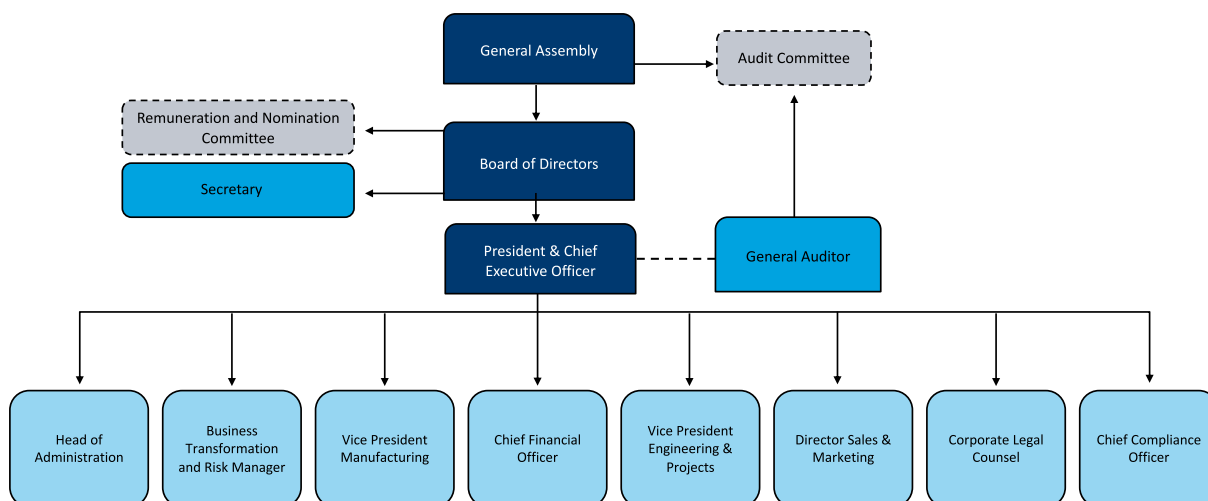 General Assembly
Audit Committee
Remuneration and Nomination
Committee
Board of Directors
Secretary
President & Chief
Executive Officer
General Auditor
Head of
Administration
Business
Transformation
and Risk Manager
Vice President
Manufacturing
Chief Financial
Officer
Vice President
Engineering &
Projects
Director Sales &
Marketing
Corporate Legal
Counsel
Chief Compliance
Officer